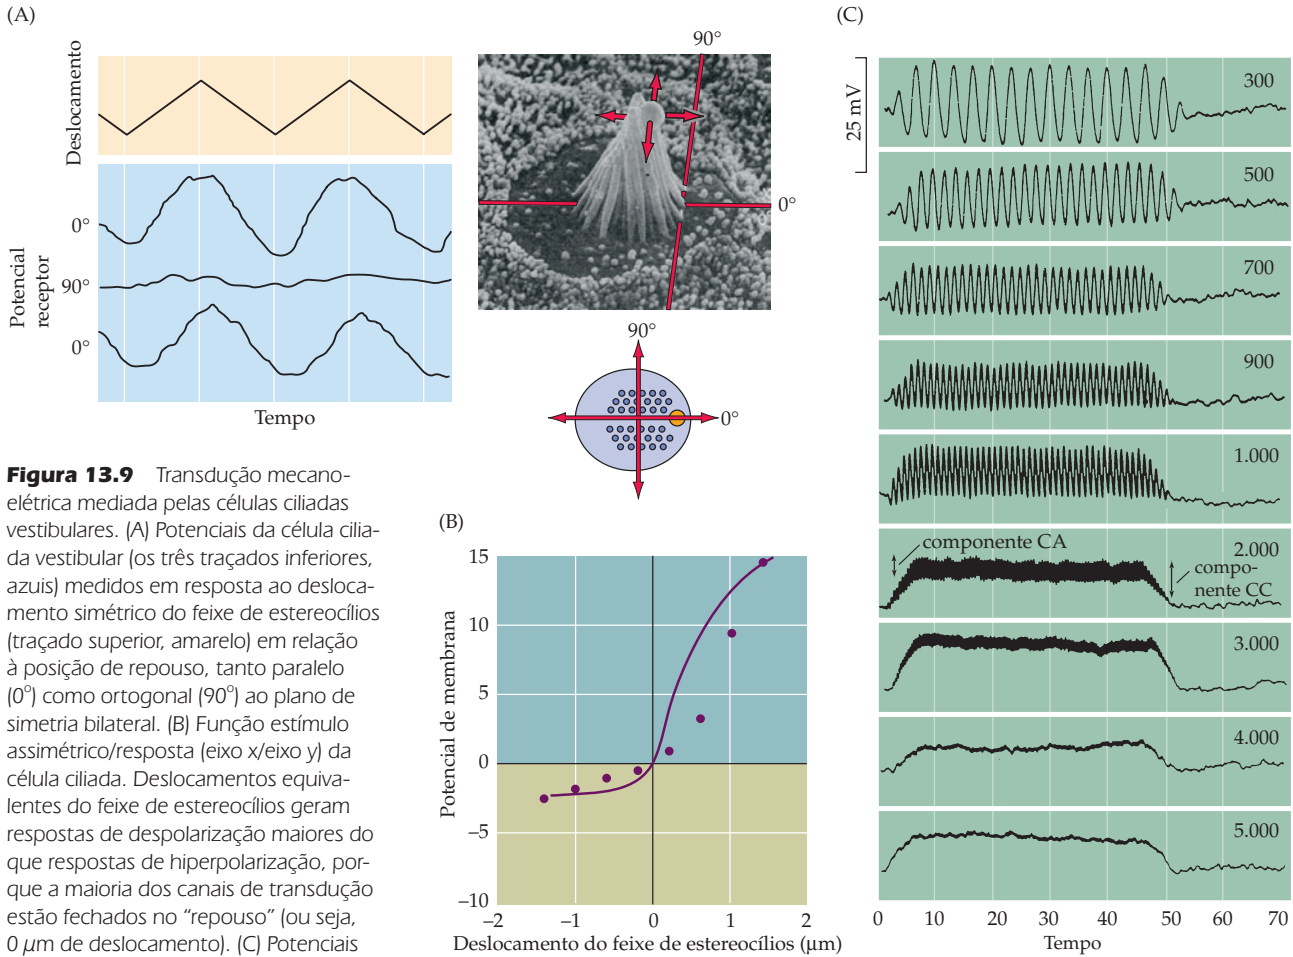 (A)
Deslocamento
Potencial
receptor
0°
90°
0°
Tempo
90°
0°
90°
0°
Figura 13.9 Transdução mecano-
elétrica mediada pelas células ciliadas
vestibulares. (A) Potenciais da célula cilia-
da vestibular (os três traçados inferiores,
azuis) medidos em resposta ao desloca-
mento simétrico do feixe de estereocílios
(traçado superior, amarelo) em relação
à posição de repouso, tanto paralelo
(0°) como ortogonal (90°) ao plano de
simetria bilateral. (B) Função estímulo
assimétrico/resposta (eixo x/eixo y) da
célula ciliada. Deslocamentos equiva-
lentes do feixe de estereocílios geram
respostas de despolarização maiores do
que respostas de hiperpolarização, por-
que a maioria dos canais de transdução
estão fechados no “repouso” (ou seja,
0 µm de deslocamento). (C) Potenciais
(B)
Potencial de membrana
15
10
5
0
−5
−10
−2 −1 0 1 2
Deslocamento do feixe de estereocílios (µm)
(C)
25 mV
300
500
700
900
1.000
2.000
componente CA
compo-
nente CC
3.000
4.000
5.000
0 10 20 30 40 50 60 70
Tempo